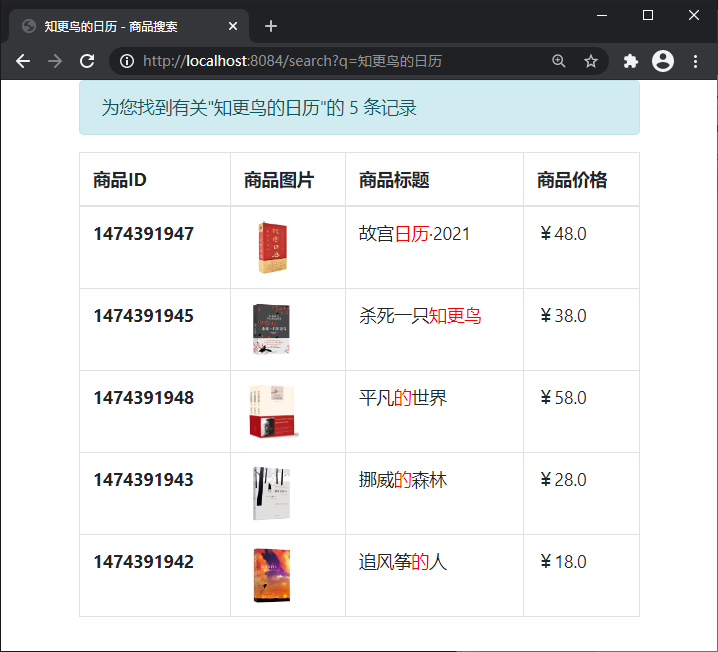 知更鸟的日历 - 商品搜索
http://localhost:8084/search?q=知更鸟的日历
为您找到有关"知更鸟的日历"的 5 条记录
商品ID 商品图片 商品标题 商品价格
1474391947 故宫日历·2021 ¥48.0
1474391945 杀死一只知更鸟 ¥38.0
1474391948 平凡的世界 ¥58.0
1474391943 挪威的森林 ¥28.0
1474391942 追风筝的人 ¥18.0